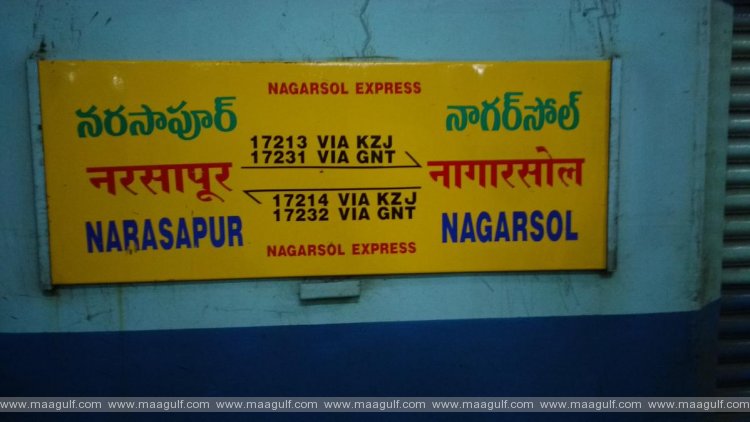 NAGARSOL EXPRESS
నరసాపూర్
నాగర్‌సోల్
17213 VIA KZJ
17231 VIA GNT
नरसापूर
नागारसोल
17214 VIA KZJ
17232 VIA GNT
NARASAPUR
NAGARSOL
NAGARSOL EXPRESS
www.maagulf.com www.maagulf.com www.maagulf.com www.maagulf.com www.maagulf.com www.maagulf.com www.maagulf.com